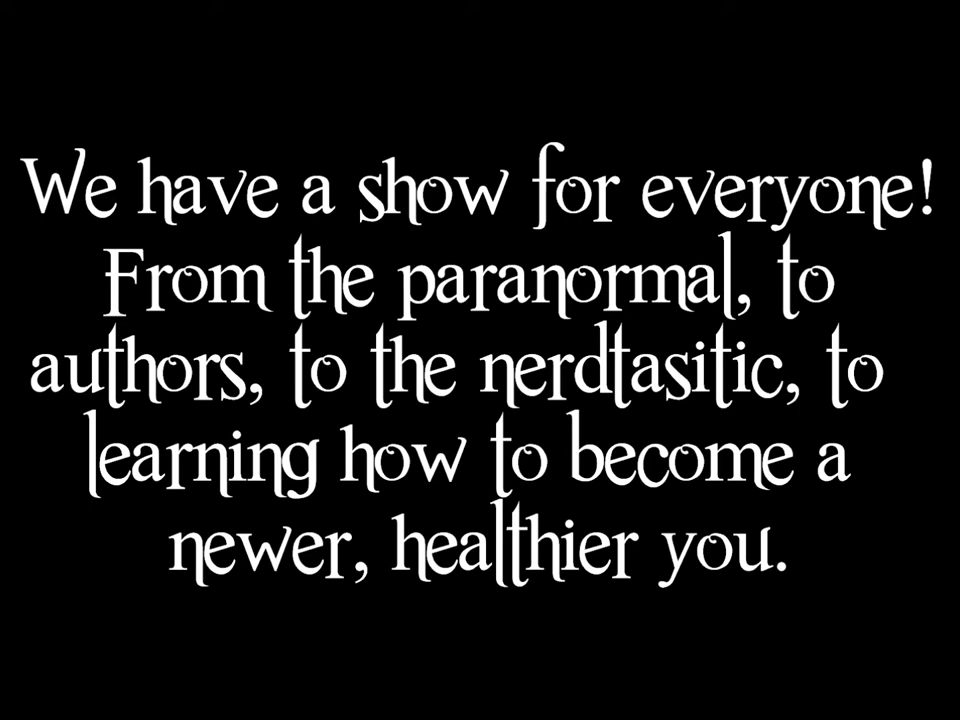 We have a show for everyone!
From the paranormal, to
authors, to the nerdtasitic, to
learning how to become a
newer, healthier you.